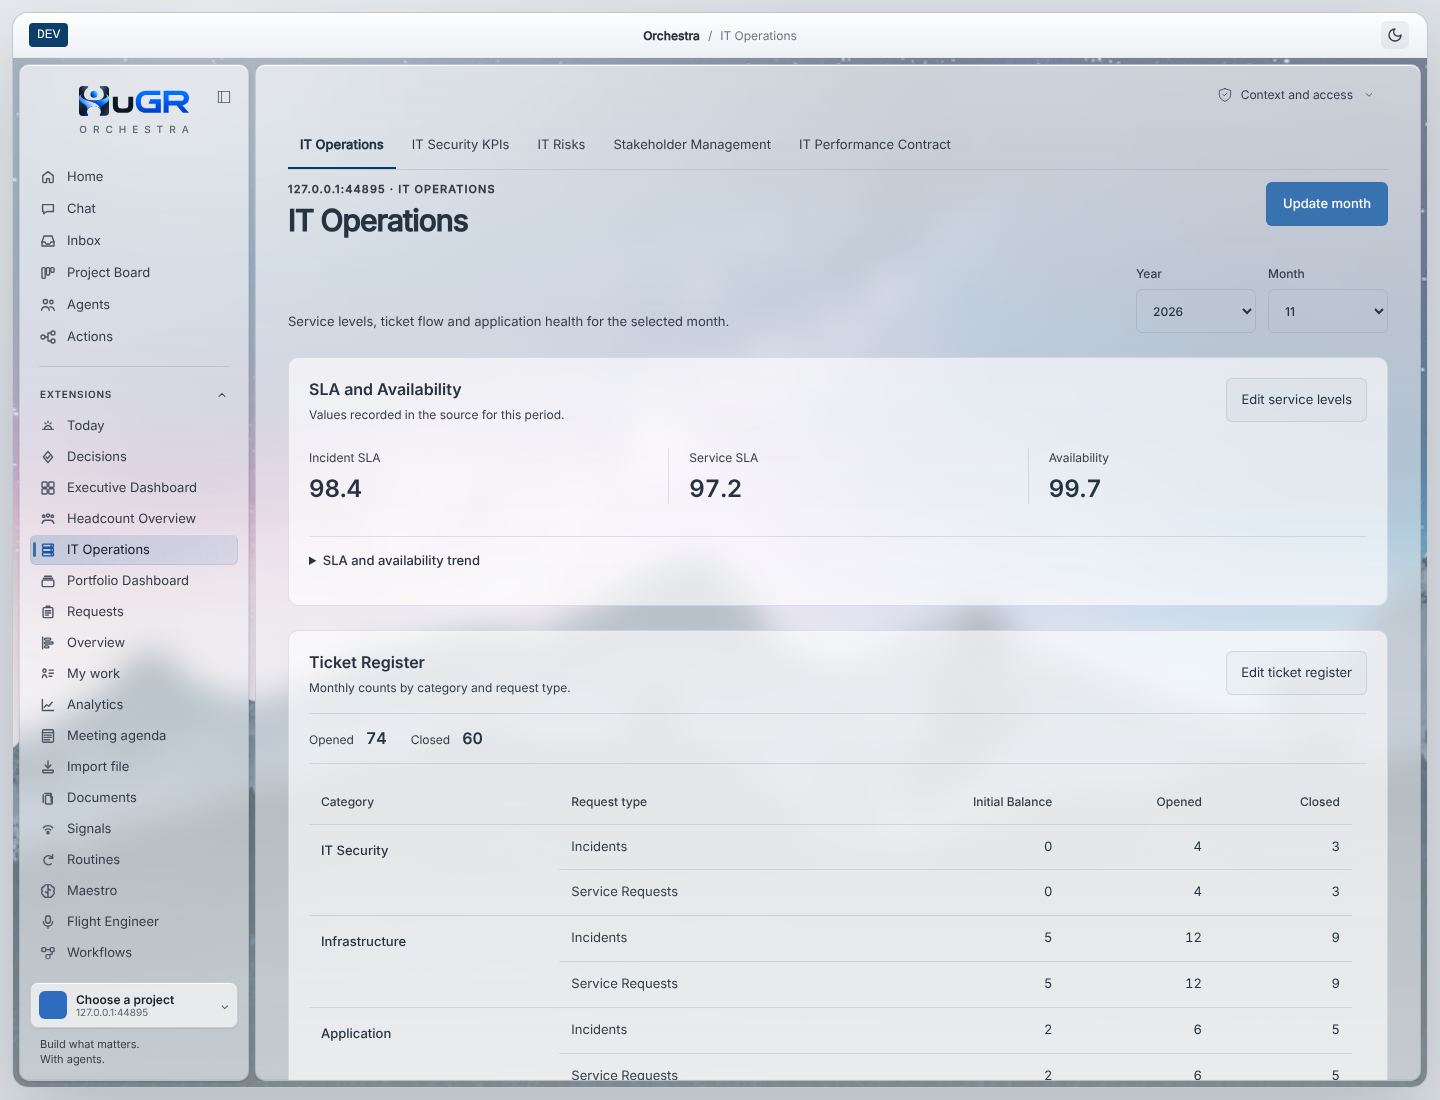 DEV
Orchestra / IT Operations
HuGR
ORCHESTRA
Home
Chat
Inbox
Project Board
Agents
Actions
EXTENSIONS
Today
Decisions
Executive Dashboard
Headcount Overview
IT Operations
Portfolio Dashboard
Requests
Overview
My work
Analytics
Meeting agenda
Import file
Documents
Signals
Routines
Maestro
Flight Engineer
Workflows
Choose a project
127.0.0.1:44895
Build what matters.
With agents.
Context and access
IT Operations IT Security KPIs IT Risks Stakeholder Management IT Performance Contract
127.0.0.1:44895 · IT OPERATIONS
IT Operations
Update month
Year Month
2026 11
Service levels, ticket flow and application health for the selected month.
SLA and Availability
Values recorded in the source for this period.
Edit service levels
Incident SLA Service SLA Availability
98.4 97.2 99.7
SLA and availability trend
Ticket Register
Monthly counts by category and request type.
Edit ticket register
Opened 74 Closed 60
Category Request type Initial Balance Opened Closed
IT Security Incidents 0 4 3
Service Requests 0 4 3
Infrastructure Incidents 5 12 9
Service Requests 5 12 9
Application Incidents 2 6 5
Service Requests 2 6 5